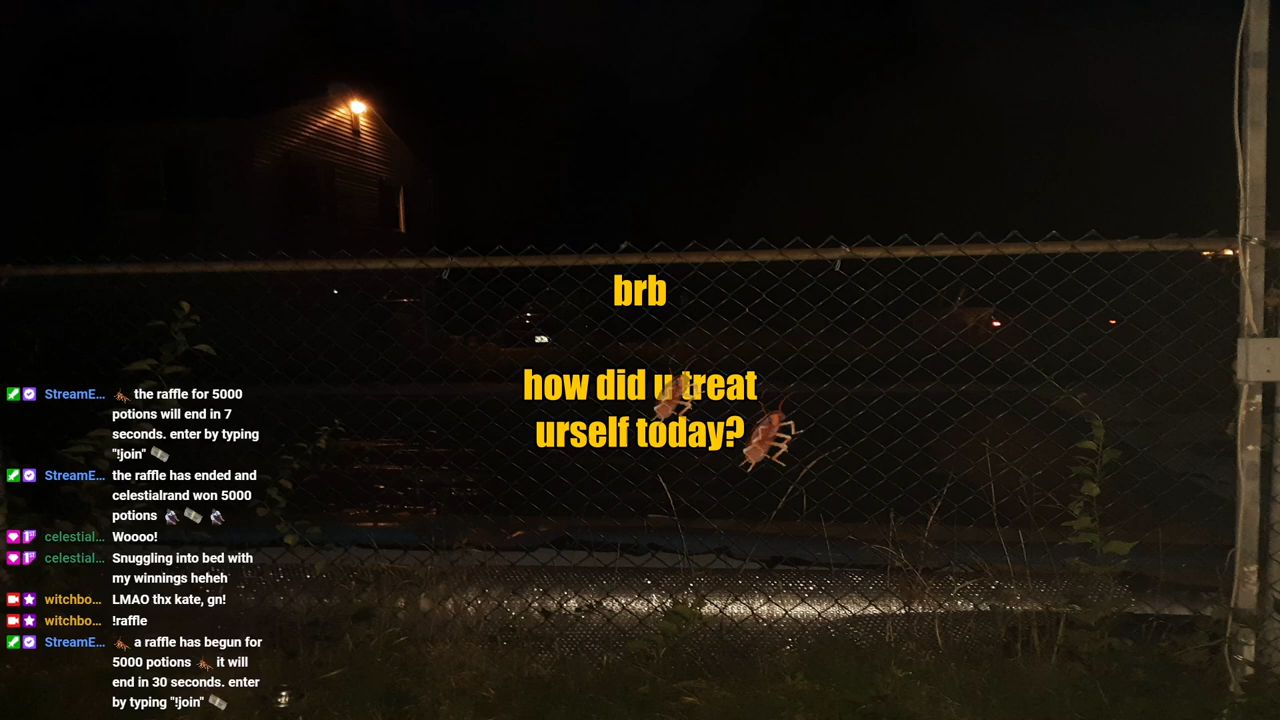 brb
how did u treat
urself today?
StreamE... the raffle for 5000
potions will end in 7
seconds. enter by typing
"!join"
StreamE... the raffle has ended and
celestialrand won 5000
potions
celestial... Woooo!
celestial... Snuggling into bed with
my winnings heheh
witchbo... LMAO thx kate, gn!
witchbo... !raffle
StreamE... a raffle has begun for
5000 potions it will
end in 30 seconds. enter
by typing "!join"